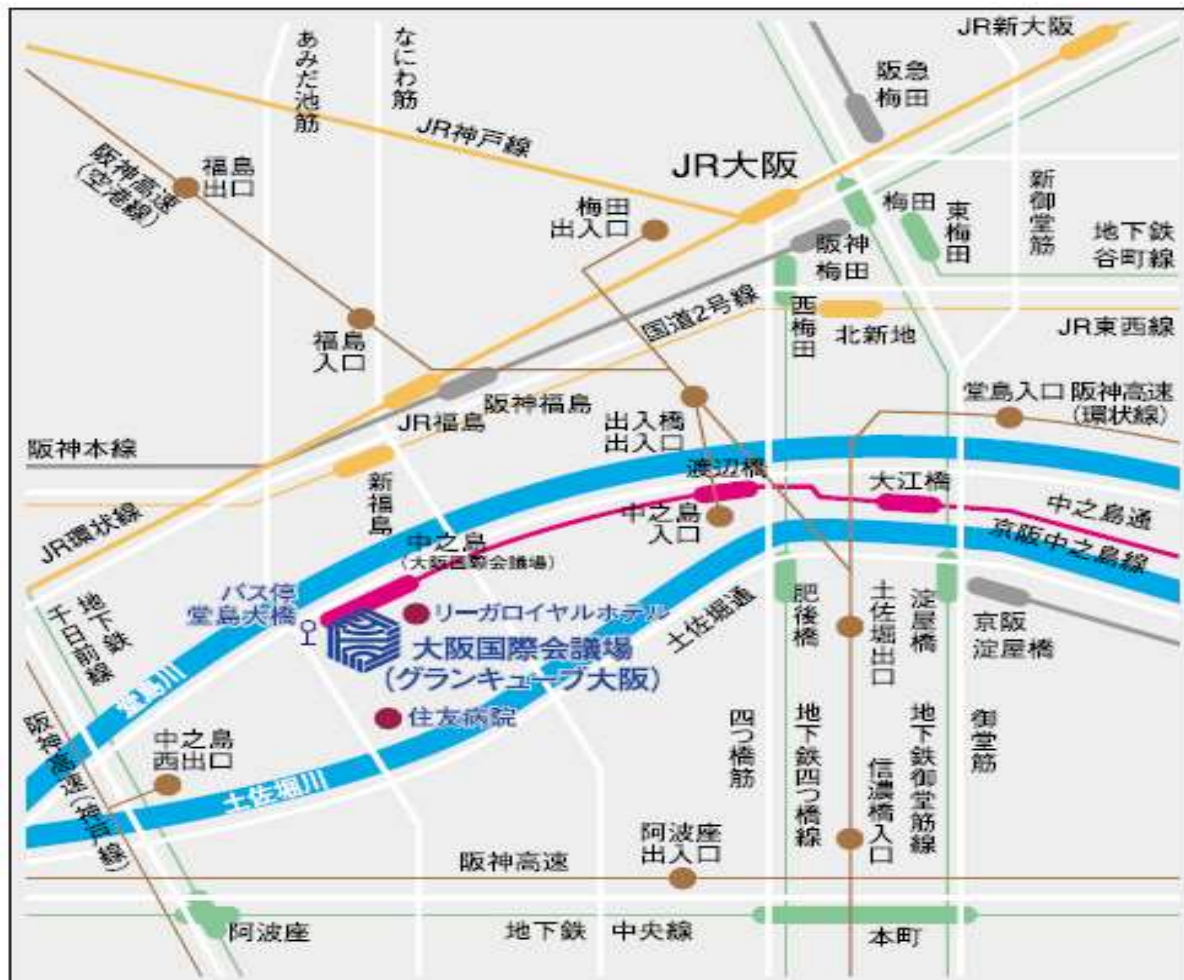 JR新大阪
あみだ池筋
なにわ筋
阪急
梅田
JR神戸線
JR大阪
阪神高速
(空港線)
福島
出口
梅田
出入口
梅田
東梅田
新御堂筋
地下鉄
谷町線
阪神
梅田
国道2号線
西梅田
北新地
JR東西線
福島
入口
阪神福島
JR福島
堂島入口
阪神高速
(環状線)
出入橋
出入口
阪神本線
新福島
渡辺橋
大江橋
中之島
入口
中之島通
京阪中之島線
JR環状線
中之島
(大阪国際会議場)
バス停
堂島大橋
リーガロイヤルホテル
大阪国際会議場
(グランキューブ大阪)
住友病院
土佐堀通
肥後橋
土佐堀出口
淀屋橋
京阪
淀屋橋
地下鉄
千日前線
堂島川
土佐堀川
中之島
西出口
阪神高速(神戸線)
四つ橋筋
地下鉄四つ橋線
信濃橋入口
地下鉄御堂筋線
御堂筋
阿波座
出入口
阪神高速
阿波座
地下鉄 中央線
本町